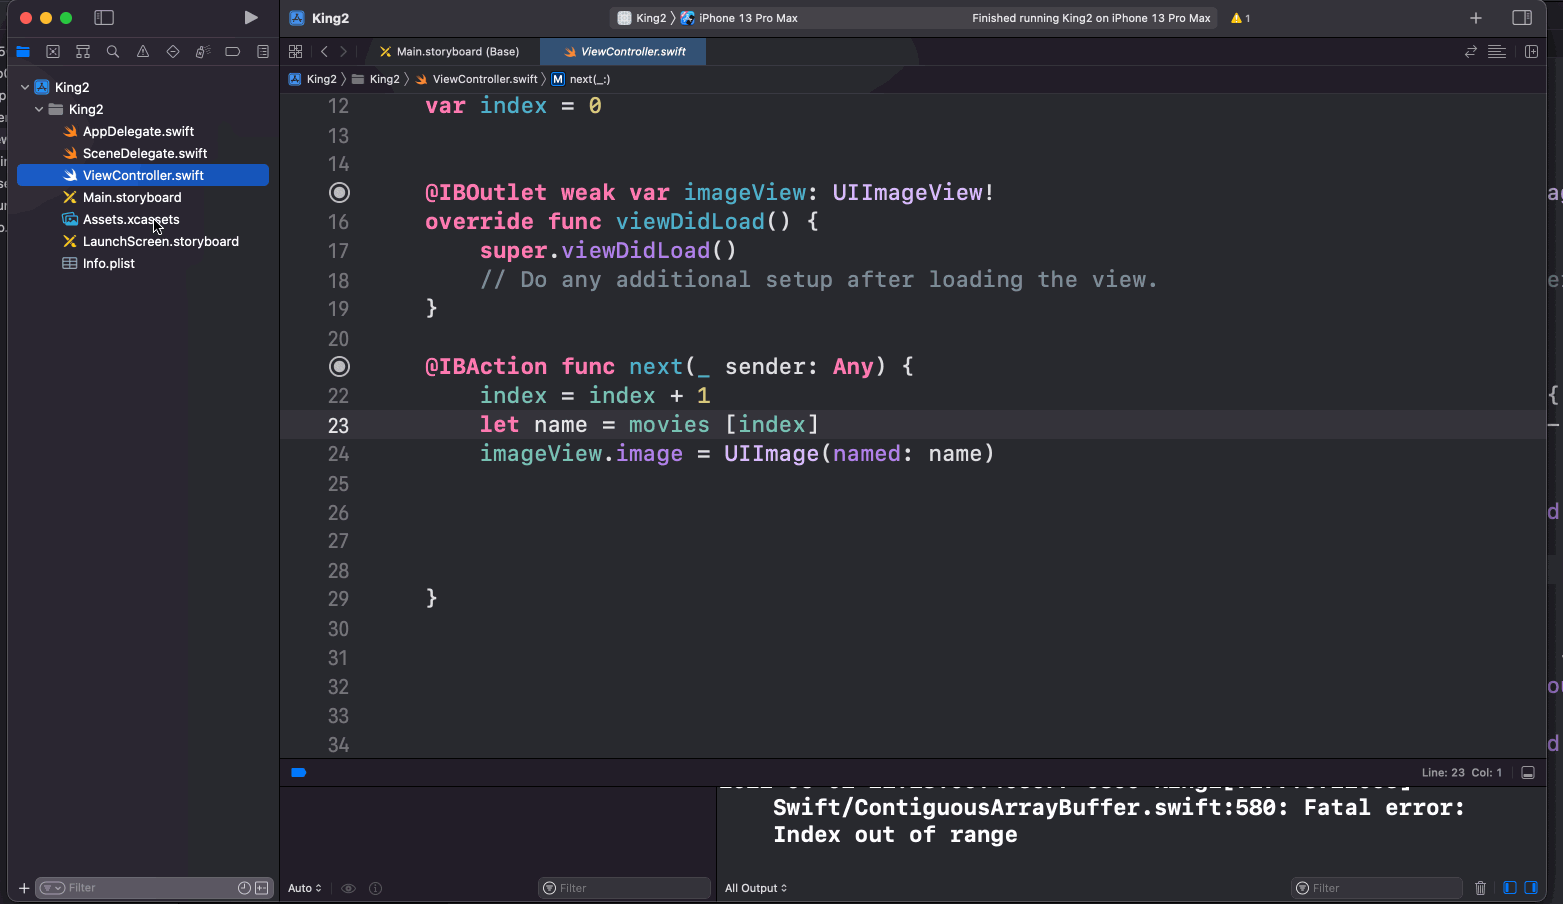 King2
King2 〉 iPhone 13 Pro Max
Finished running King2 on iPhone 13 Pro Max
1
Main.storyboard (Base)
ViewController.swift
King2 〉 King2 〉 ViewController.swift 〉 M next(_:)
King2
King2
AppDelegate.swift
SceneDelegate.swift
ViewController.swift
Main.storyboard
Assets.xcassets
LaunchScreen.storyboard
Info.plist
12 var index = 0
13
14
@IBOutlet weak var imageView: UIImageView!
16 override func viewDidLoad() {
17 super.viewDidLoad()
18 // Do any additional setup after loading the view.
19 }
20
@IBAction func next(_ sender: Any) {
22 index = index + 1
23 let name = movies [index]
24 imageView.image = UIImage(named: name)
25
26
27
28
29 }
30
31
32
33
34
Line: 23 Col: 1
Swift/ContiguousArrayBuffer.swift:580: Fatal error:
Index out of range
Filter
Auto
Filter
All Output
Filter